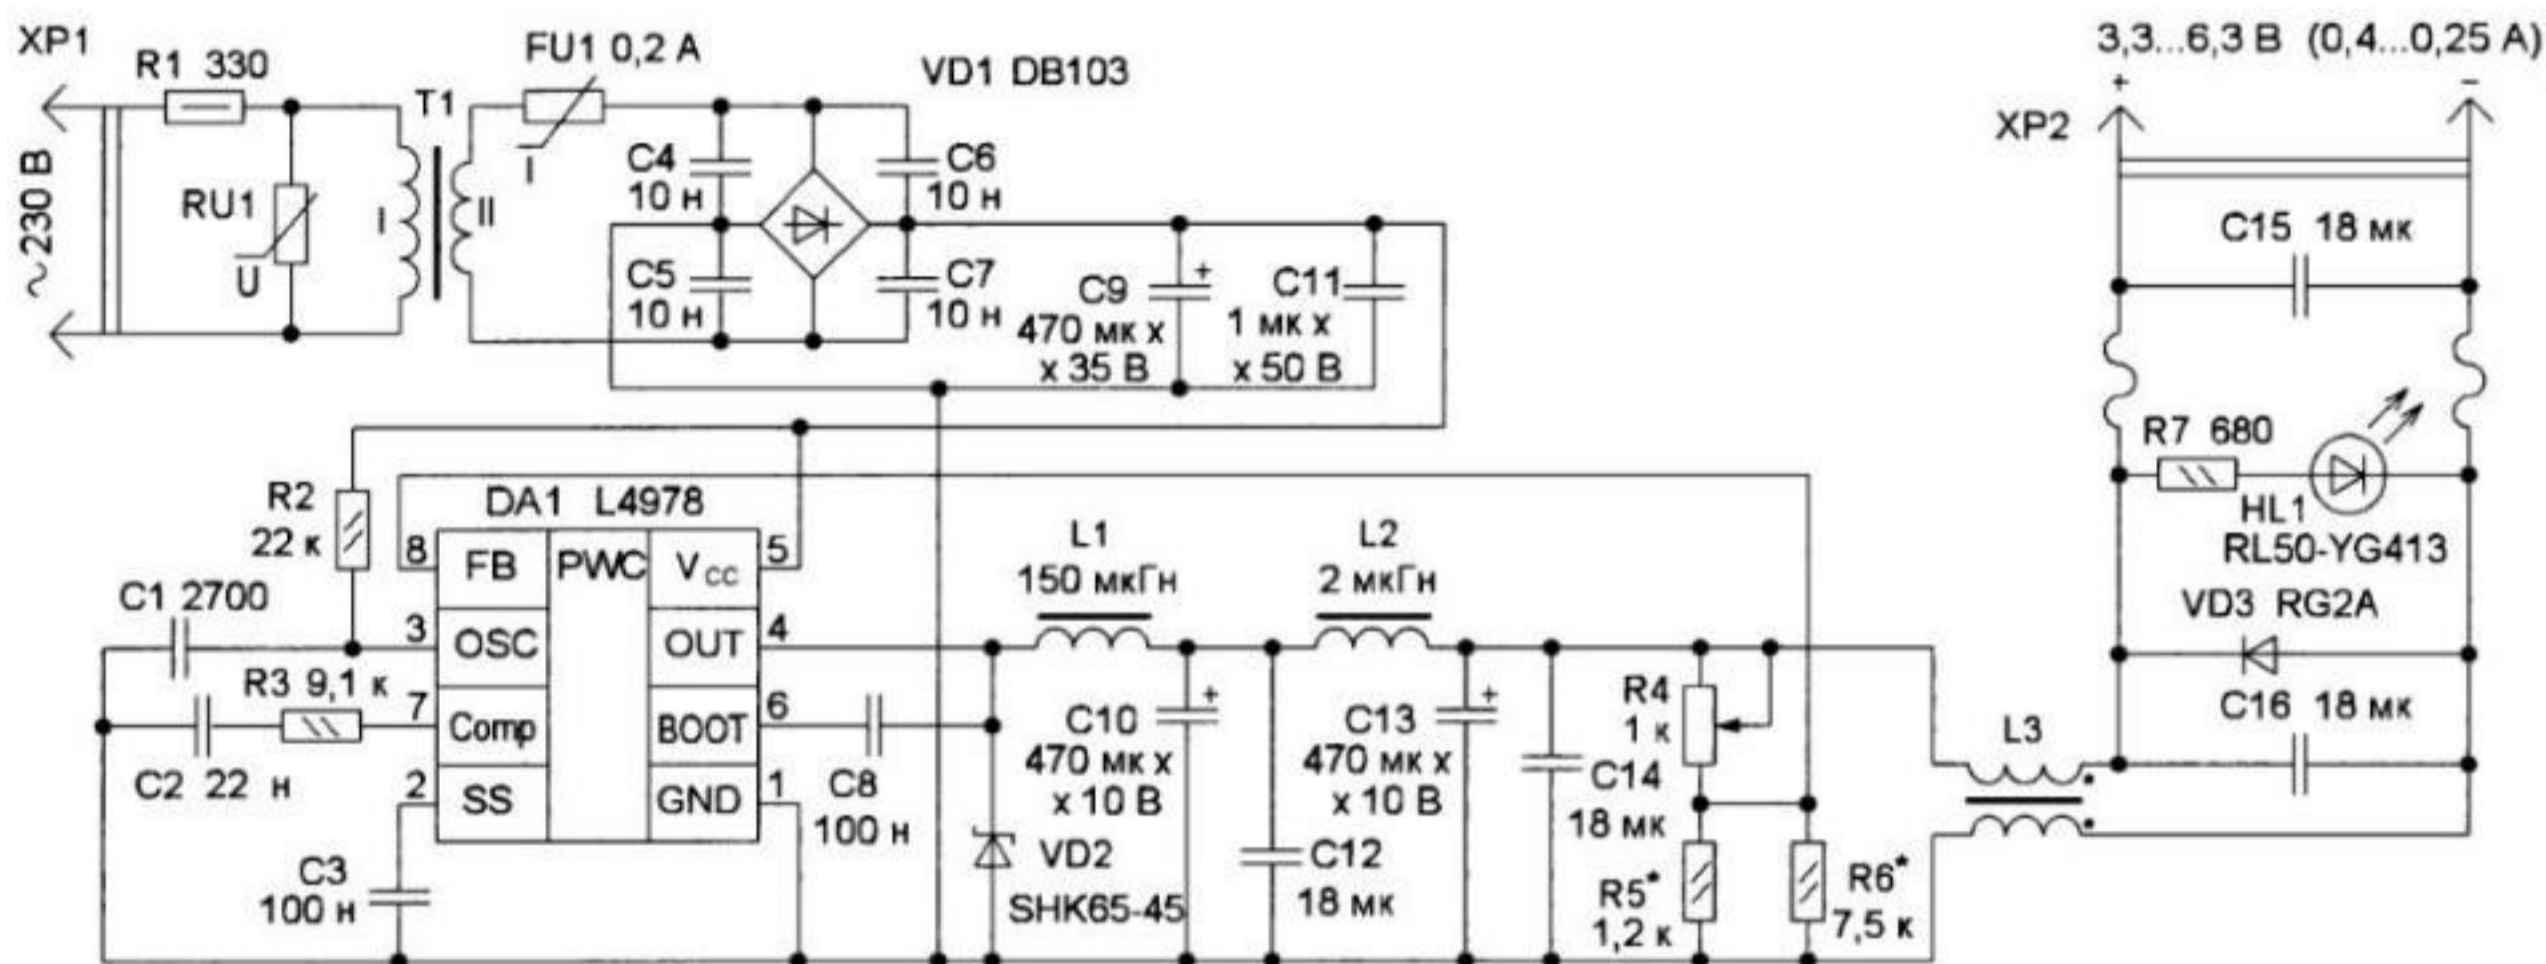 XP1
R1 330
FU1 0,2 А
VD1 DB103
3,3...6,3 В (0,4...0,25 А)
+
−
XP2
T1
I
C4
10 н
C6
10 н
~230 В
RU1
U
I
II
C15 18 мк
C5
10 н
C7
10 н
C9
470 мк х
х 35 В
+
C11
1 мк х
х 50 В
R7 680
HL1
RL50-YG413
R2
22 к
DA1 L4978
8
FB
PWC
VCC
5
L1
150 мкГн
L2
2 мкГн
VD3 RG2A
C1 2700
3
OSC
OUT
4
R3 9,1 к
7
Comp
BOOT
6
C10
470 мк х
х 10 В
+
C13
470 мк х
х 10 В
+
R4
1 к
C16 18 мк
L3
C2 22 н
2
SS
GND
1
C8
100 н
C14
18 мк
C3
100 н
VD2
SHK65-45
C12
18 мк
R5*
1,2 к
R6*
7,5 к